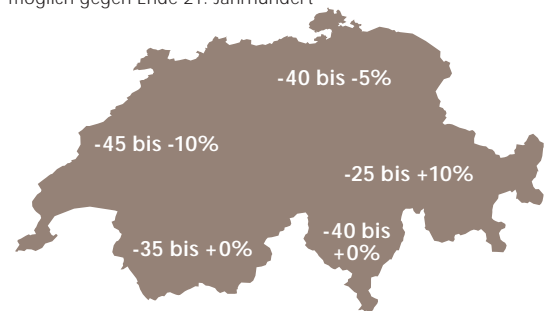 möglich gegen Ende 21. Jahrhundert
-40 bis -5%
-45 bis -10%
-25 bis +10%
-40 bis
+0%
-35 bis +0%